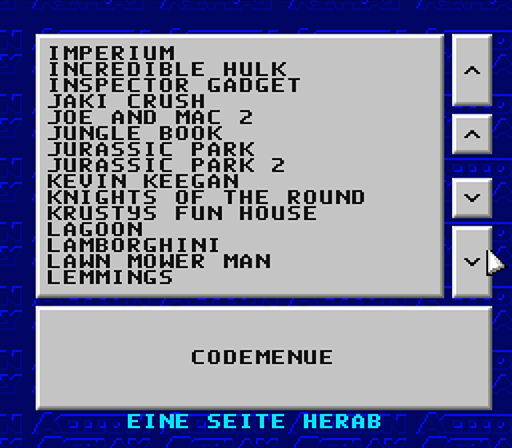 IMPERIUM
INCREDIBLE HULK
INSPECTOR GADGET
JAKI CRUSH
JOE AND MAC 2
JUNGLE BOOK
JURASSIC PARK
JURASSIC PARK 2
KEVIN KEEGAN
KNIGHTS OF THE ROUND
KRUSTYS FUN HOUSE
LAGOON
LAMBORGHINI
LAWN MOWER MAN
LEMMINGS
CODEMENUE
EINE SEITE HERAB